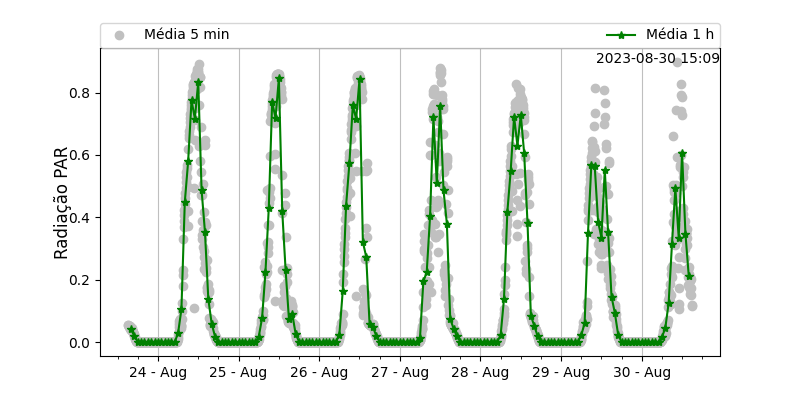 Média 5 min
Média 1 h
2023-08-30 15:09
Radiação PAR
0.8
0.6
0.4
0.2
0.0
24 - Aug
25 - Aug
26 - Aug
27 - Aug
28 - Aug
29 - Aug
30 - Aug